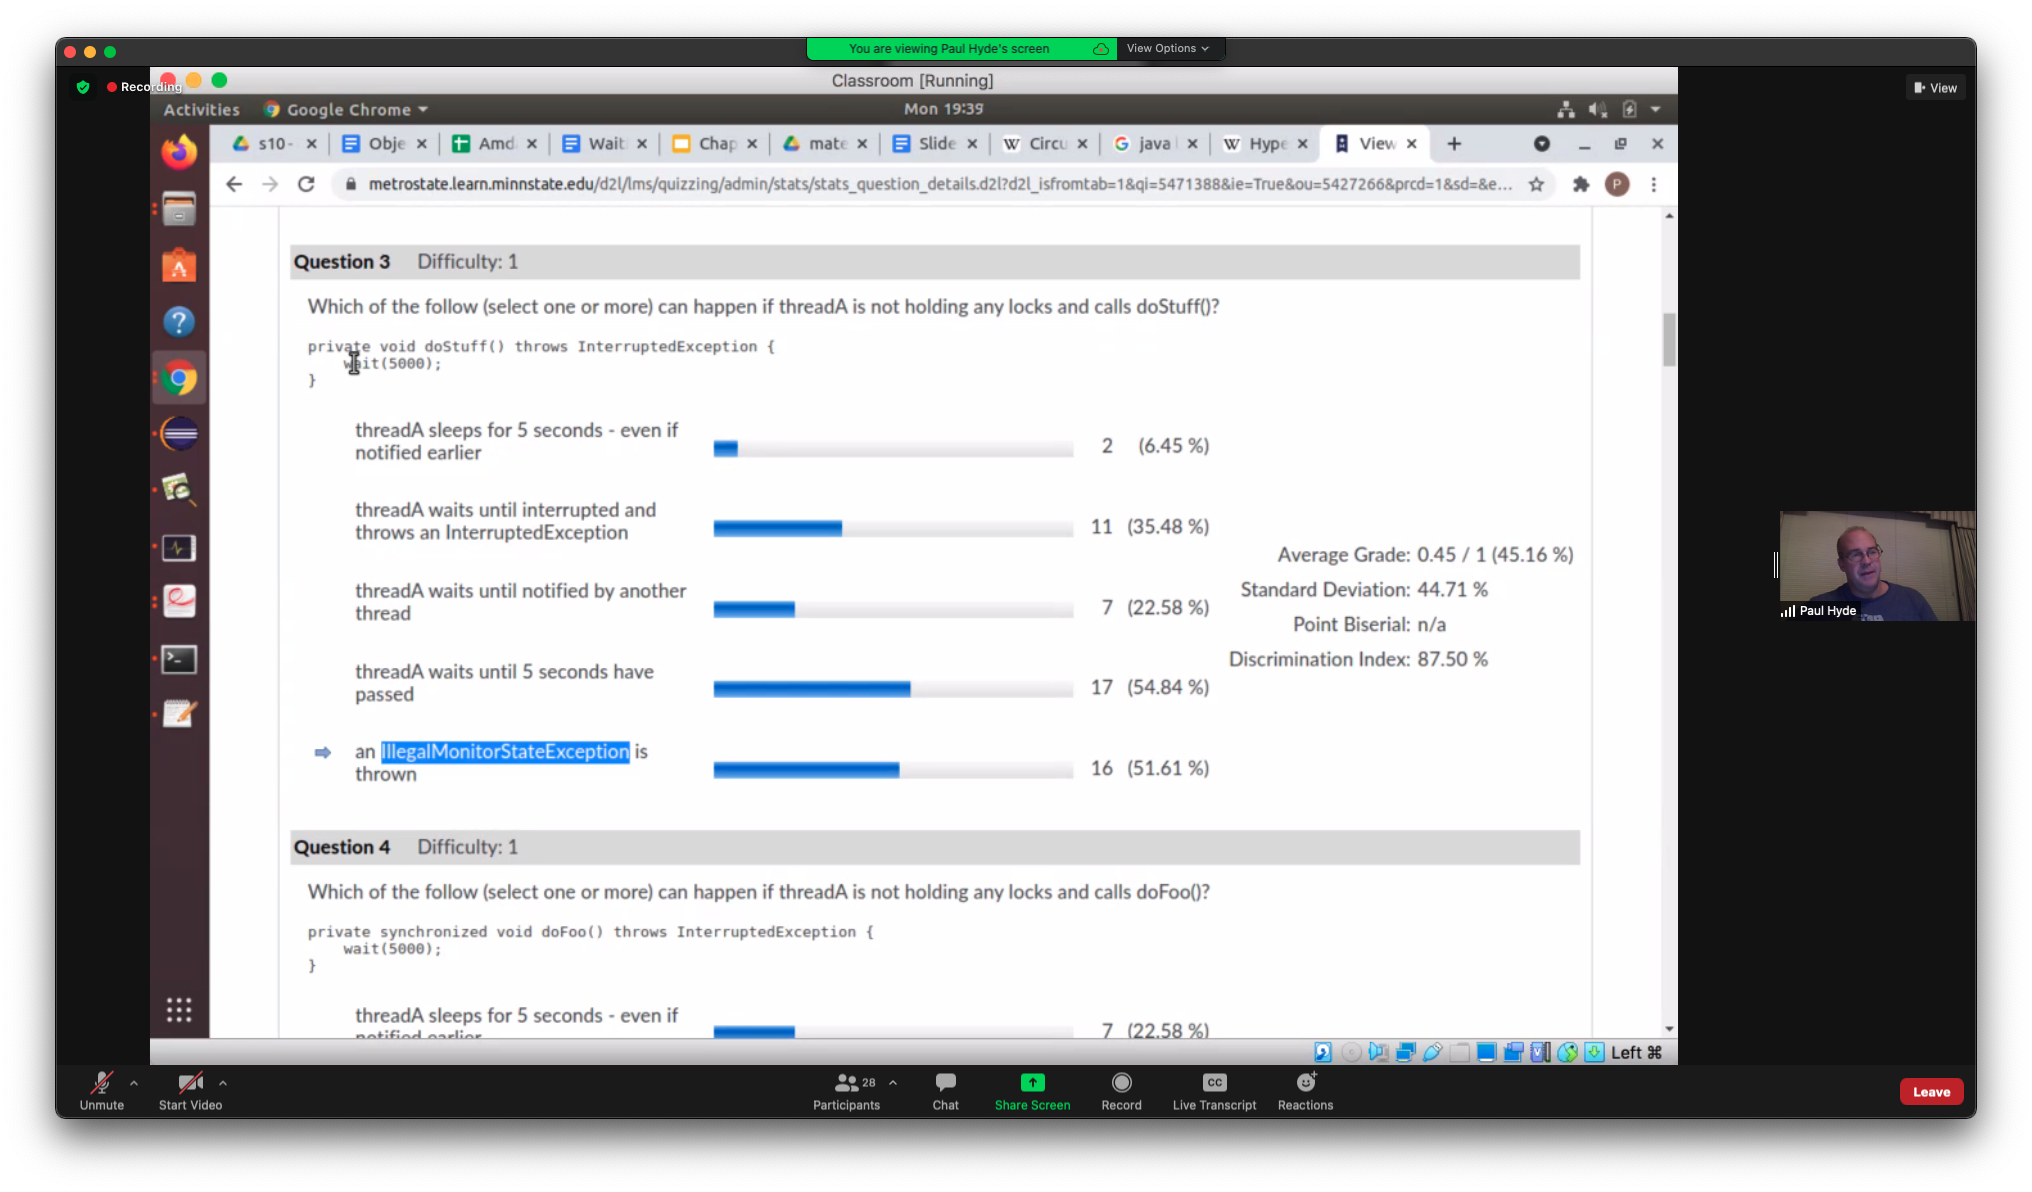 You are viewing Paul Hyde's screen
View Options
Recording
Classroom [Running]
View
Activities
Google Chrome
Mon 19:39
s10-
Obje
Amd
Wait
Chap
mate
Slide
Circu
java
Hype
View
metrostate.learn.minnstate.edu/d2l/lms/quizzing/admin/stats/stats_question_details.d2l?d2l_isfromtab=1&qi=5471388&ie=True&ou=5427266&prcd=1&sd=&e...
P
Question 3 Difficulty: 1
Which of the follow (select one or more) can happen if threadA is not holding any locks and calls doStuff()?
private void doStuff() throws InterruptedException {
wait(5000);
}
threadA sleeps for 5 seconds - even if
notified earlier
2 (6.45 %)
threadA waits until interrupted and
throws an InterruptedException
11 (35.48 %)
threadA waits until notified by another
thread
7 (22.58 %)
threadA waits until 5 seconds have
passed
17 (54.84 %)
an IllegalMonitorStateException is
thrown
16 (51.61 %)
Average Grade: 0.45 / 1 (45.16 %)
Standard Deviation: 44.71 %
Point Biserial: n/a
Discrimination Index: 87.50 %
Paul Hyde
Question 4 Difficulty: 1
Which of the follow (select one or more) can happen if threadA is not holding any locks and calls doFoo()?
private synchronized void doFoo() throws InterruptedException {
wait(5000);
}
threadA sleeps for 5 seconds - even if
notified earlier
7 (22.58 %)
Left ⌘
Unmute
Start Video
28
Participants
Chat
Share Screen
Record
CC
Live Transcript
Reactions
Leave